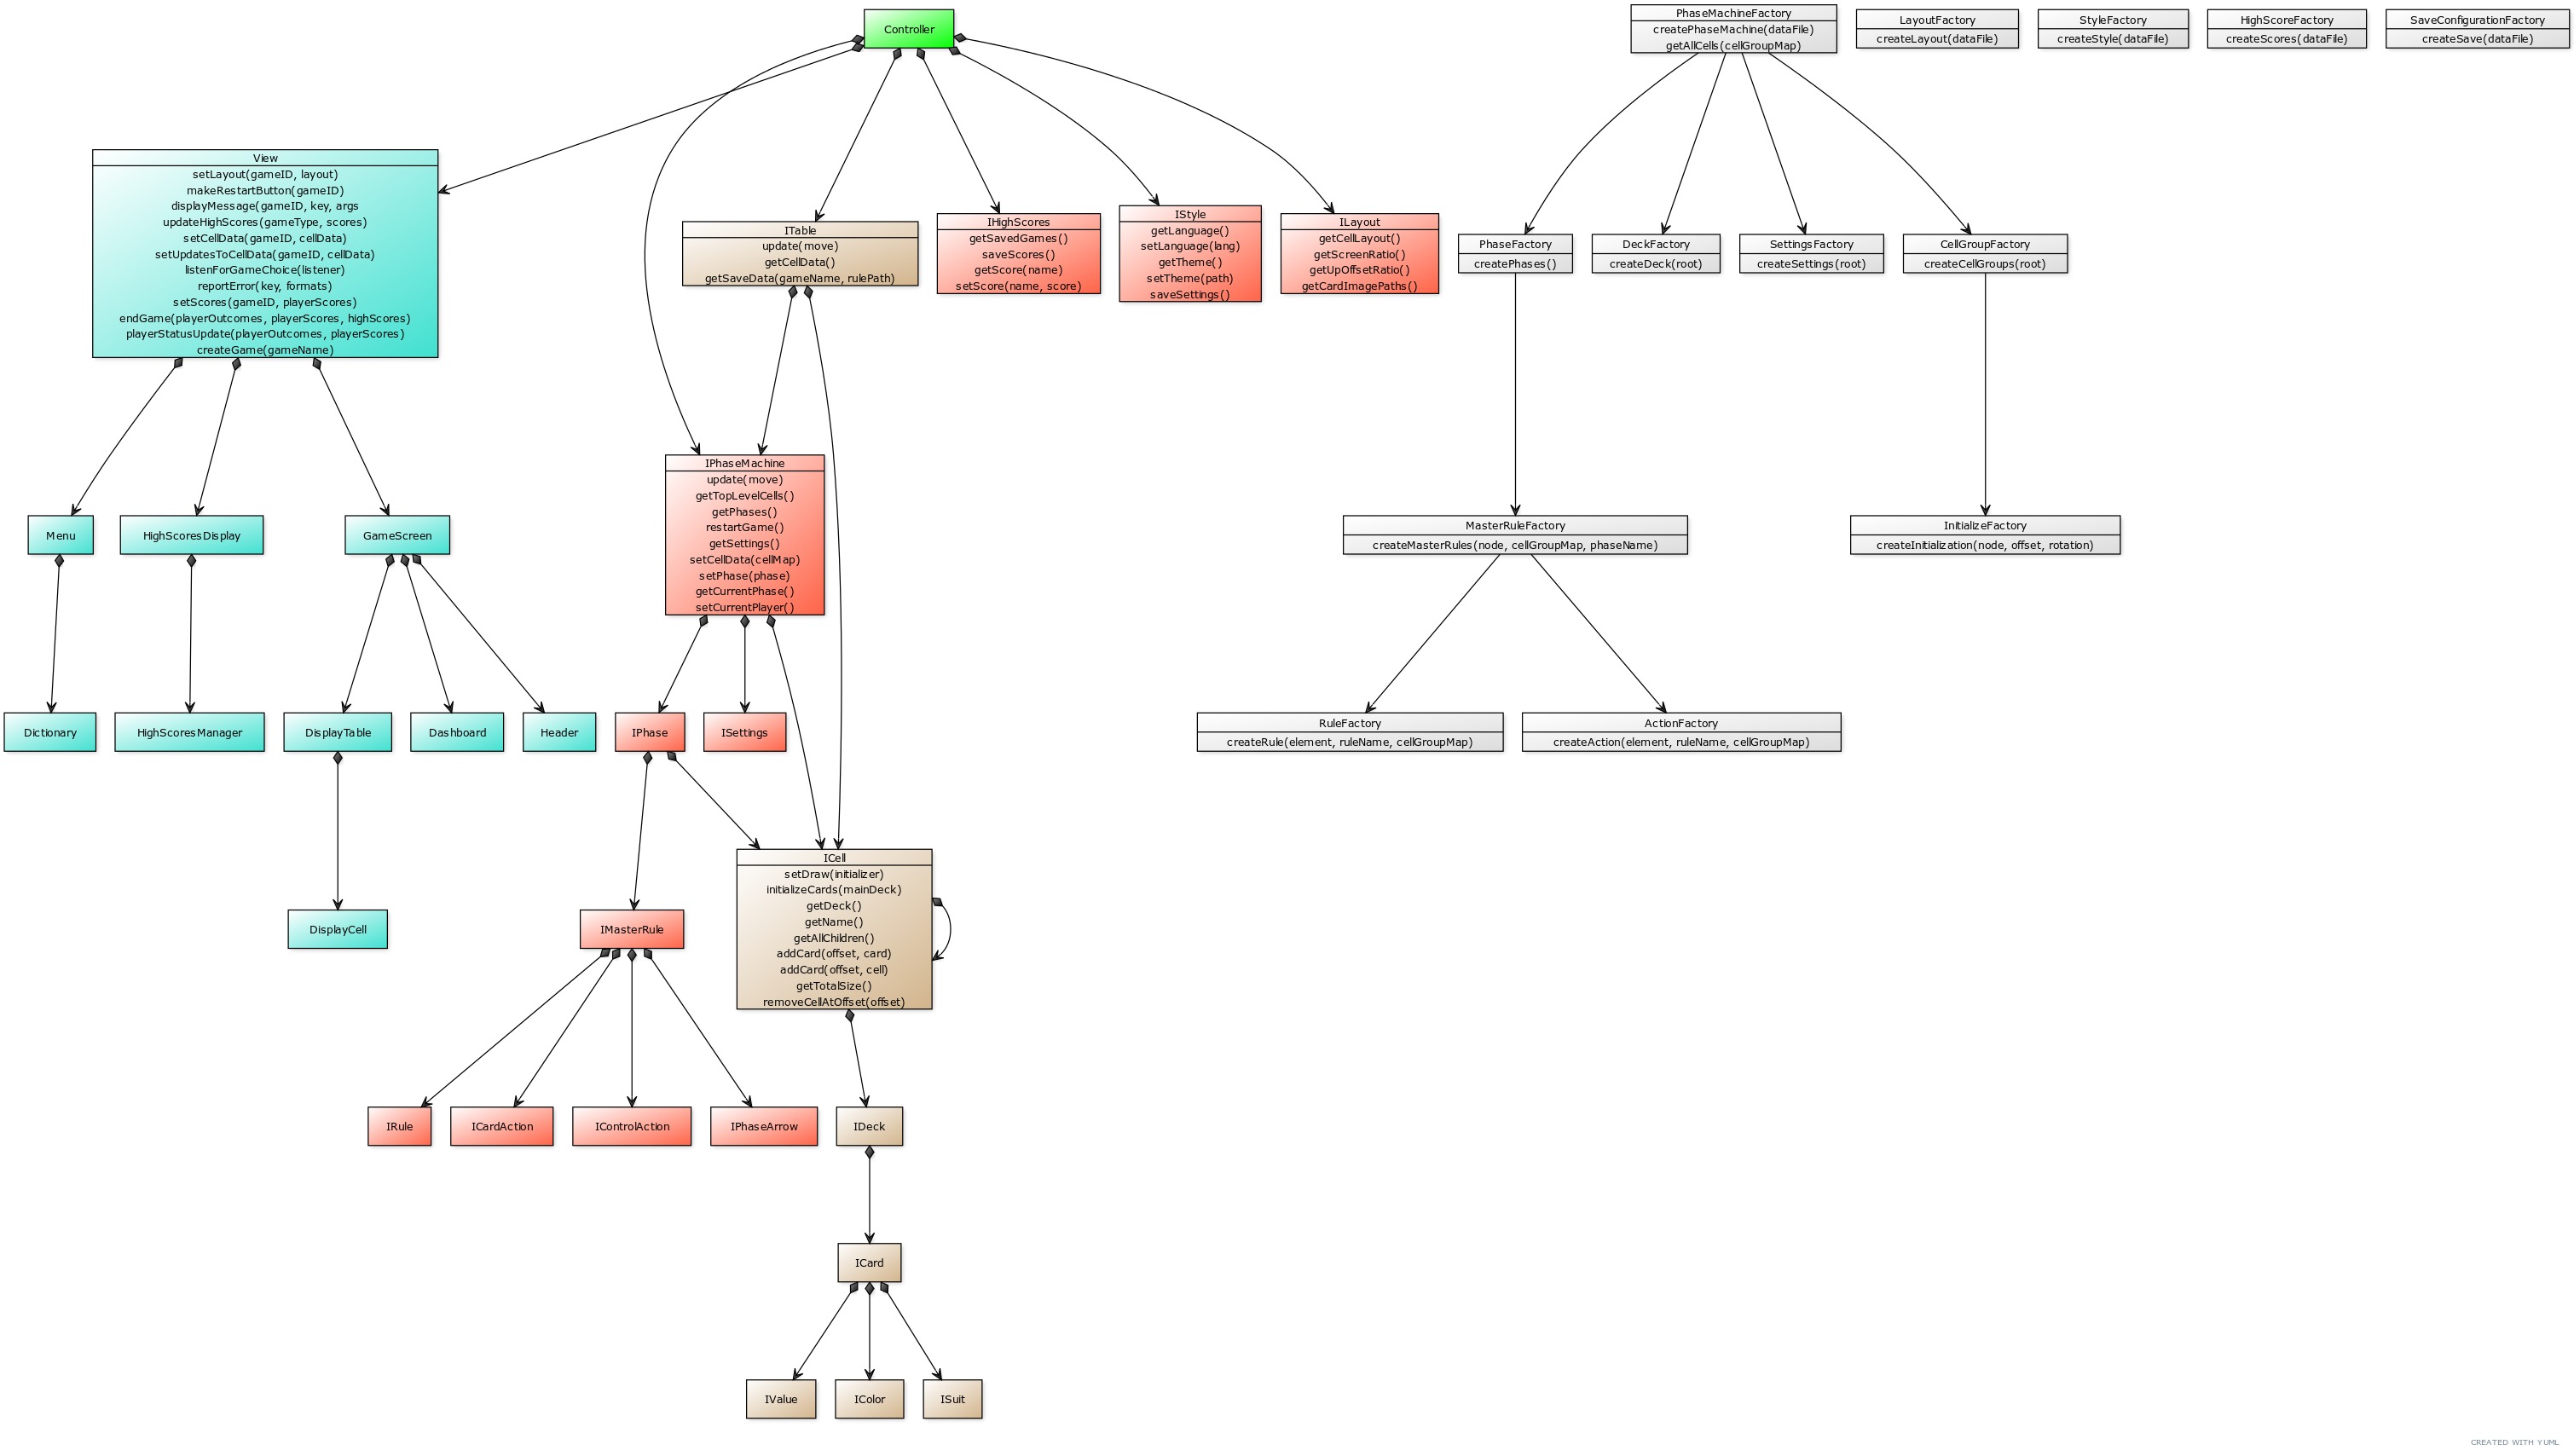 Controller
PhaseMachineFactory
createPhaseMachine(dataFile)
getAllCells(cellGroupMap)
LayoutFactory
createLayout(dataFile)
StyleFactory
createStyle(dataFile)
HighScoreFactory
createScores(dataFile)
SaveConfigurationFactory
createSave(dataFile)
View
setLayout(gameID, layout)
makeRestartButton(gameID)
displayMessage(gameID, key, args
updateHighScores(gameType, scores)
setCellData(gameID, cellData)
setUpdatesToCellData(gameID, cellData)
listenForGameChoice(listener)
reportError(key, formats)
setScores(gameID, playerScores)
endGame(playerOutcomes, playerScores, highScores)
playerStatusUpdate(playerOutcomes, playerScores)
createGame(gameName)
ITable
update(move)
getCellData()
getSaveData(gameName, rulePath)
IHighScores
getSavedGames()
saveScores()
getScore(name)
setScore(name, score)
IStyle
getLanguage()
setLanguage(lang)
getTheme()
setTheme(path)
saveSettings()
ILayout
getCellLayout()
getScreenRatio()
getUpOffsetRatio()
getCardImagePaths()
PhaseFactory
createPhases()
DeckFactory
createDeck(root)
SettingsFactory
createSettings(root)
CellGroupFactory
createCellGroups(root)
IPhaseMachine
update(move)
getTopLevelCells()
getPhases()
restartGame()
getSettings()
setCellData(cellMap)
setPhase(phase)
getCurrentPhase()
setCurrentPlayer()
Menu
HighScoresDisplay
GameScreen
MasterRuleFactory
createMasterRules(node, cellGroupMap, phaseName)
InitializeFactory
createInitialization(node, offset, rotation)
Dictionary
HighScoresManager
DisplayTable
Dashboard
Header
IPhase
ISettings
RuleFactory
createRule(element, ruleName, cellGroupMap)
ActionFactory
createAction(element, ruleName, cellGroupMap)
DisplayCell
IMasterRule
ICell
setDraw(initializer)
initializeCards(mainDeck)
getDeck()
getName()
getAllChildren()
addCard(offset, card)
addCard(offset, cell)
getTotalSize()
removeCellAtOffset(offset)
IRule
ICardAction
IControlAction
IPhaseArrow
IDeck
ICard
IValue
IColor
ISuit
CREATED WITH YUML